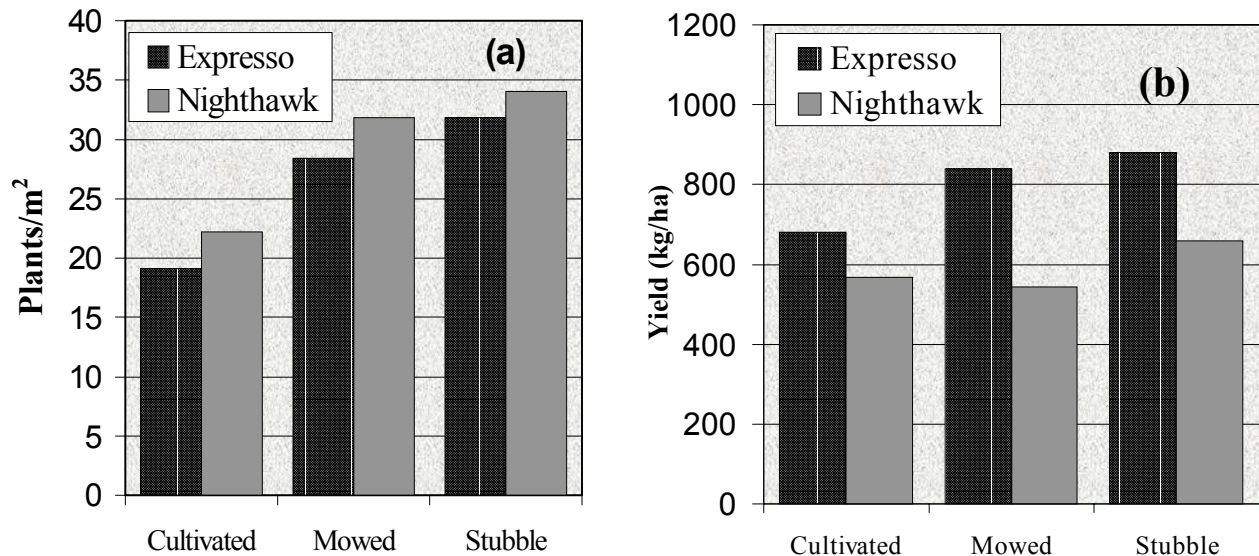 40
35
30
25
20
15
10
5
0
Plants/m²
Expresso
Nighthawk
(a)
Cultivated Mowed Stubble
1200
1000
800
600
400
200
0
Yield (kg/ha)
Expresso
Nighthawk
(b)
Cultivated Mowed Stubble